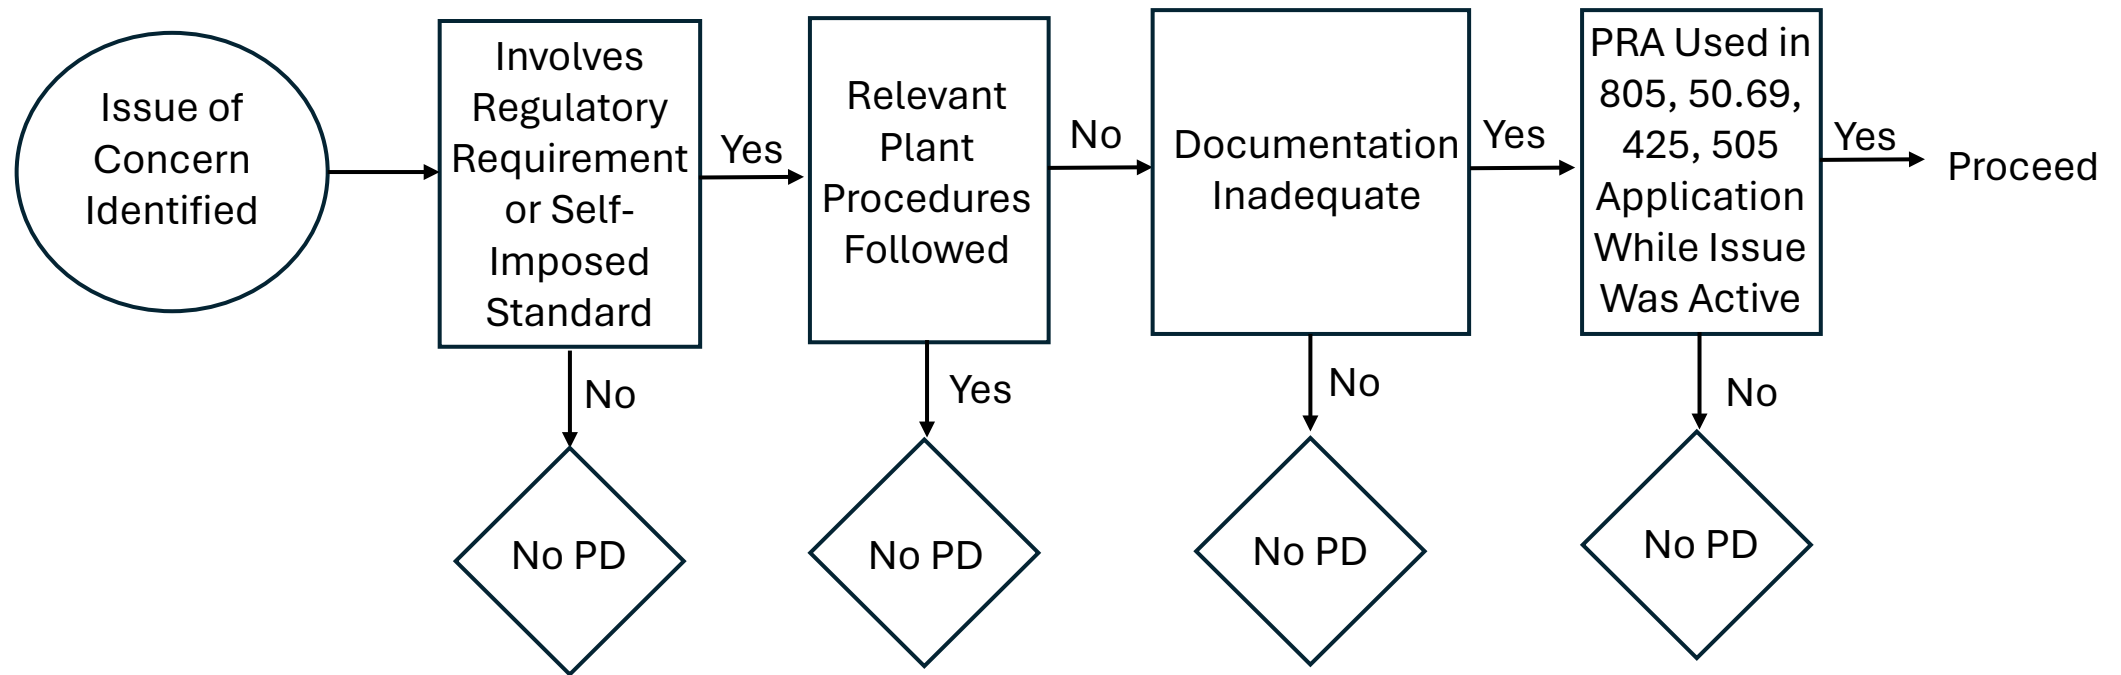 Issue of
Concern
Identified
Involves
Regulatory
Requirement
or Self-
Imposed
Standard
Yes
No
No PD
Relevant
Plant
Procedures
Followed
No
Yes
No PD
Documentation
Inadequate
Yes
No
No PD
PRA Used in
805, 50.69,
425, 505
Application
While Issue
Was Active
Yes
No
No PD
Proceed